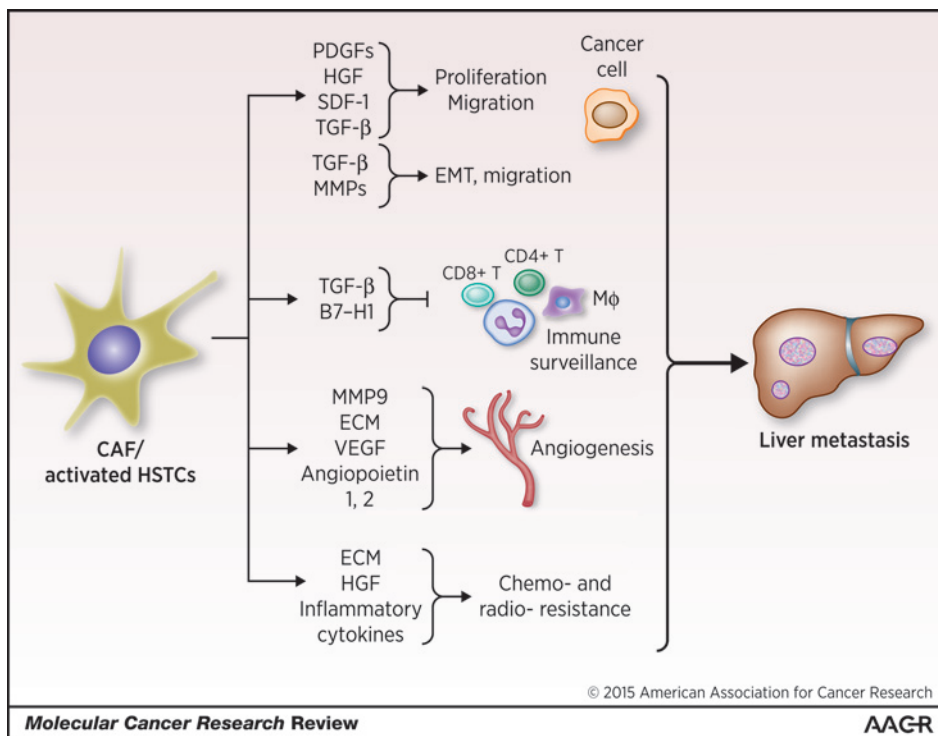 PDGFs
HGF
SDF-1
TGF-β
Proliferation
Migration
Cancer
cell
TGF-β
MMPs
EMT, migration
TGF-β
B7–H1
CD8+ T
CD4+ T
Mϕ
Immune
surveillance
CAF/
activated HSTCs
MMP9
ECM
VEGF
Angiopoietin
1, 2
Angiogenesis
Liver metastasis
ECM
HGF
Inflammatory
cytokines
Chemo- and
radio- resistance
© 2015 American Association for Cancer Research
Molecular Cancer Research Review
AACR